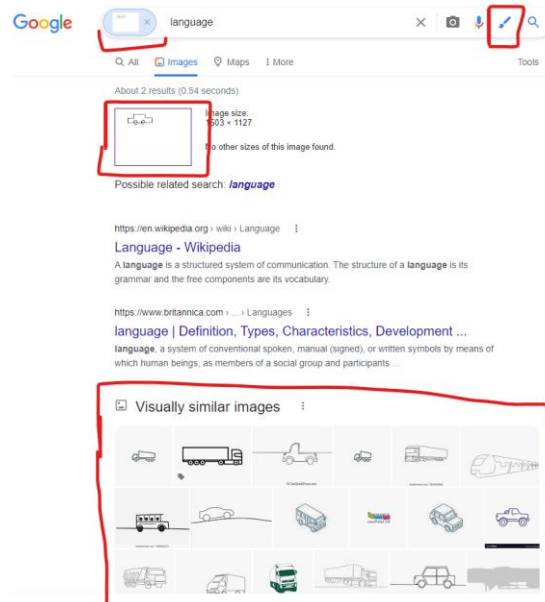 Google
language
All Images Maps More Tools
About 2 results (0.54 seconds)
Image size:
1503 × 1127
No other sizes of this image found.
Possible related search: language
https://en.wikipedia.org › wiki › Language
Language - Wikipedia
A language is a structured system of communication. The structure of a language is its
grammar and the free components are its vocabulary.
https://www.britannica.com › ... › Languages
language | Definition, Types, Characteristics, Development ...
language, a system of conventional spoken, manual (signed), or written symbols by means of
which human beings, as members of a social group and participants ...
Visually similar images